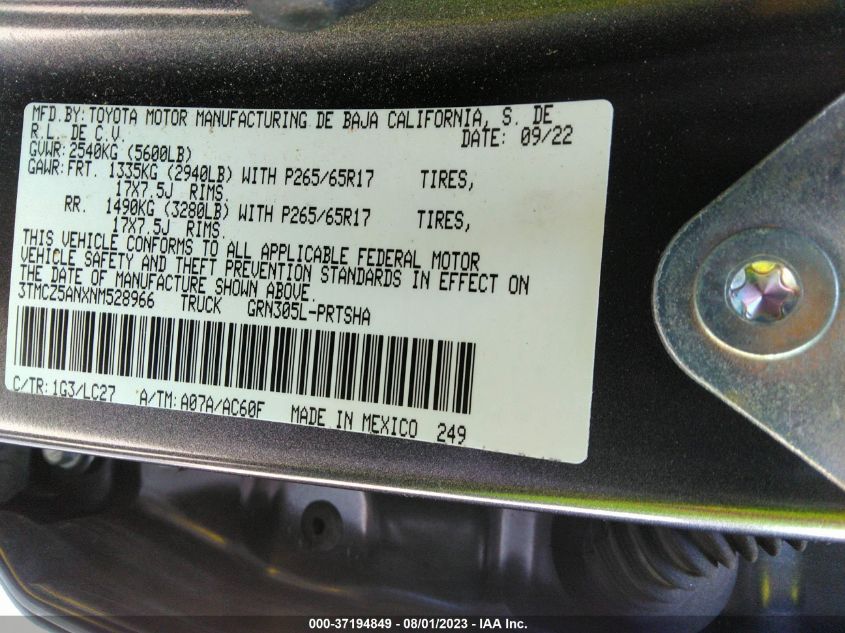 MFD.BY:TOYOTA MOTOR MANUFACTURING DE BAJA CALIFORNIA, S. DE
R.L. DE C.V. DATE: 09/22
GVWR:2540KG (5600LB)
GAWR:FRT. 1335KG (2940LB) WITH P265/65R17 TIRES,
17X7.5J RIMS
RR. 1490KG (3280LB) WITH P265/65R17 TIRES,
17X7.5J RIMS.
THIS VEHICLE CONFORMS TO ALL APPLICABLE FEDERAL MOTOR
VEHICLE SAFETY AND THEFT PREVENTION STANDARDS IN EFFECT ON
THE DATE OF MANUFACTURE SHOWN ABOVE.
3TMCZ5ANXNM528966 TRUCK GRN305L-PRTSHA
C/TR:1G3/LC27 A/TM:A07A/AC60F MADE IN MEXICO 249
000-37194849 - 08/01/2023 - IAA Inc.